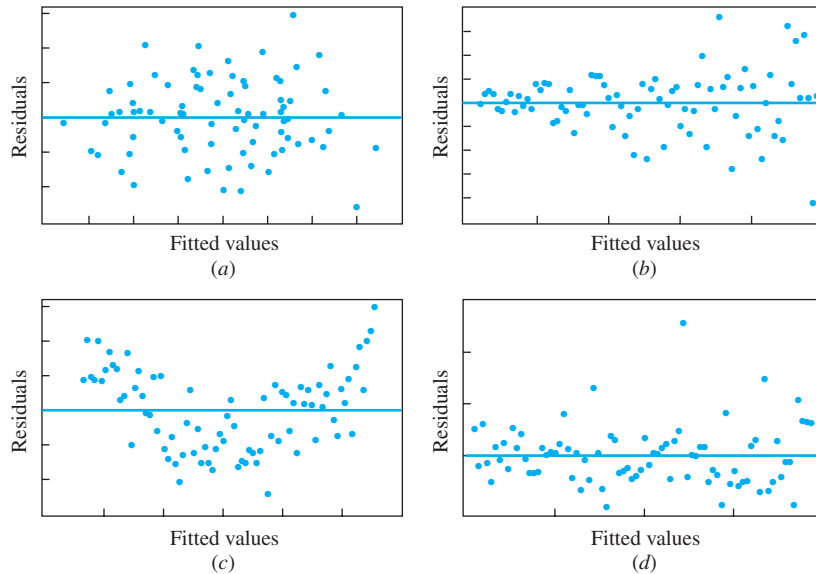 Residuals
Fitted values
(a)
Residuals
Fitted values
(b)
Residuals
Fitted values
(c)
Residuals
Fitted values
(d)